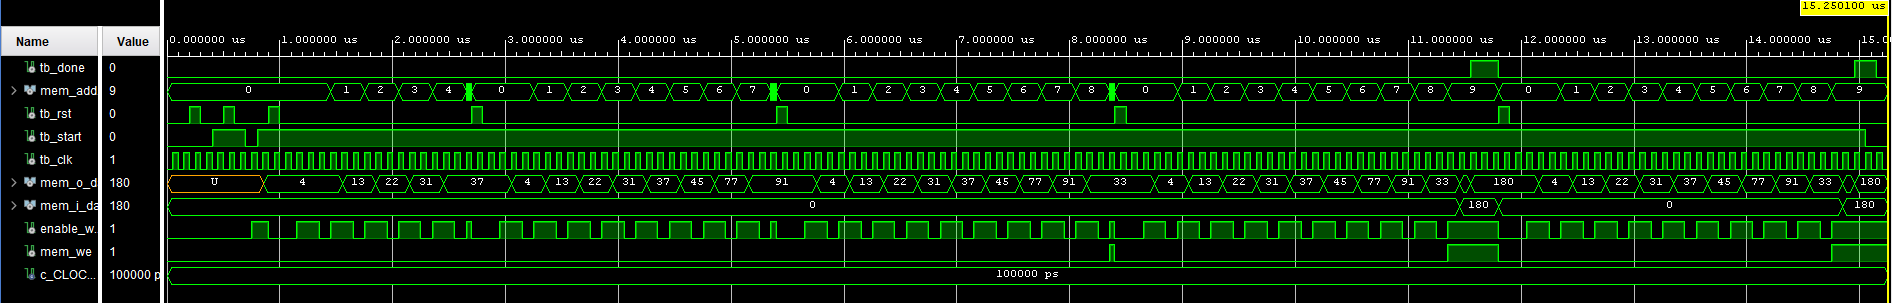 15.250100 us
Name Value 0.000000 us 1.000000 us 2.000000 us 3.000000 us 4.000000 us 5.000000 us 6.000000 us 7.000000 us 8.000000 us 9.000000 us 10.000000 us 11.000000 us 12.000000 us 13.000000 us 14.000000 us 15.0
tb_done 0
mem_add 9 0 1 2 3 4 0 1 2 3 4 5 6 7 0 1 2 3 4 5 6 7 8 0 1 2 3 4 5 6 7 8 9 0 1 2 3 4 5 6 7 8 9
tb_rst 0
tb_start 0
tb_clk 1
mem_o_d 180 U 4 13 22 31 37 4 13 22 31 37 45 77 91 4 13 22 31 37 45 77 91 33 4 13 22 31 37 45 77 91 33 180 4 13 22 31 37 45 77 91 33 180
mem_i_da 180 0 180 0 180
enable_w. 1
mem_we 1
c_CLOC... 100000 p 100000 ps